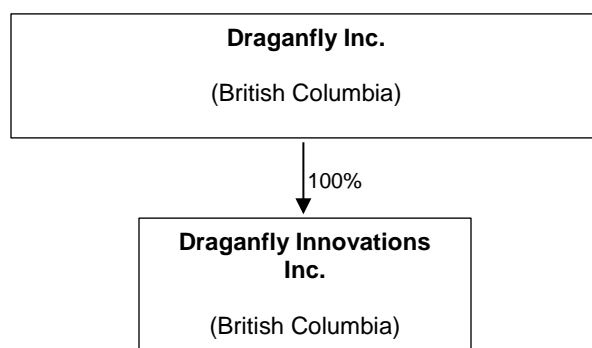 Draganfly Inc.
(British Columbia)
100%
Draganfly Innovations
Inc.
(British Columbia)